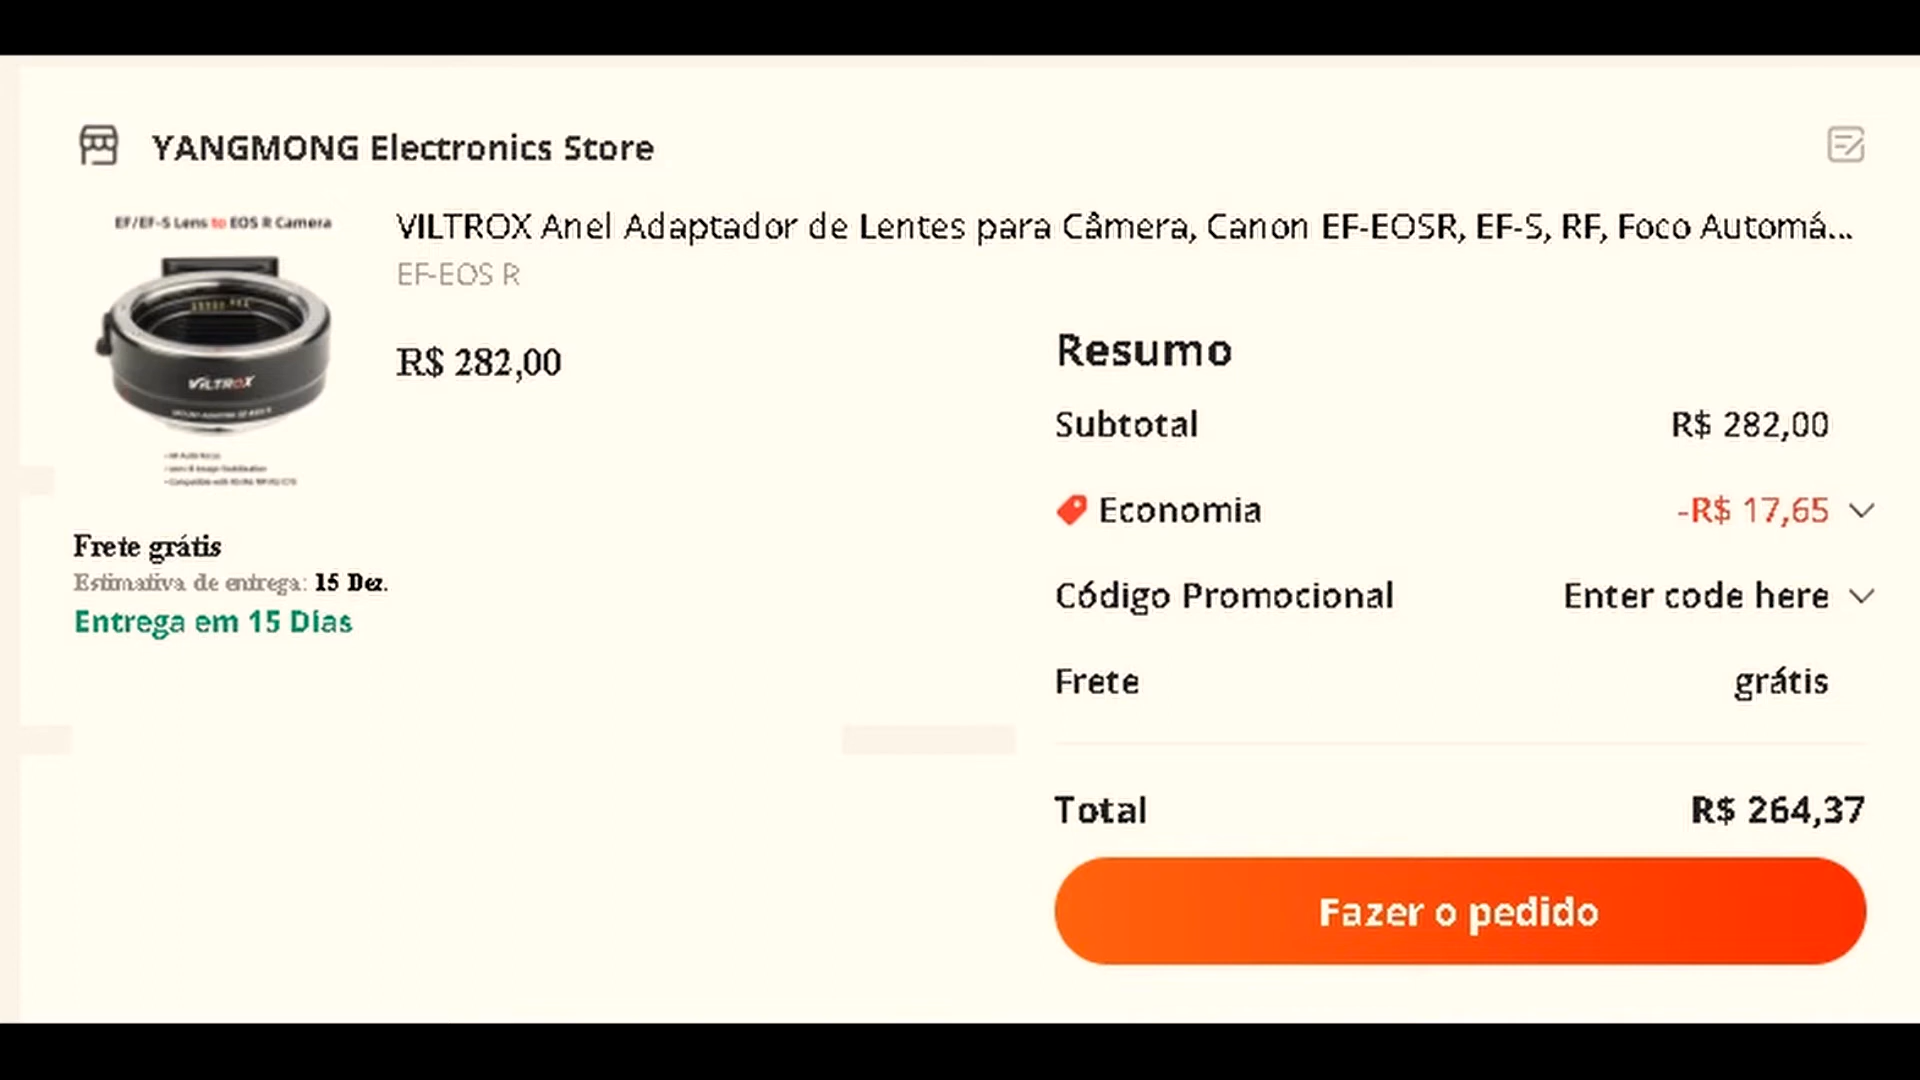 YANGMONG Electronics Store
EF/EF-S Lens to EOS R Camera
VILTROX Anel Adaptador de Lentes para Câmera, Canon EF-EOSR, EF-S, RF, Foco Automá...
EF-EOS R
R$ 282,00
VILTROX
Frete grátis
Estimativa de entrega: 15 Dez.
Entrega em 15 Días
Resumo
Subtotal R$ 282,00
Economia -R$ 17,65
Código Promocional Enter code here
Frete grátis
Total R$ 264,37
Fazer o pedido